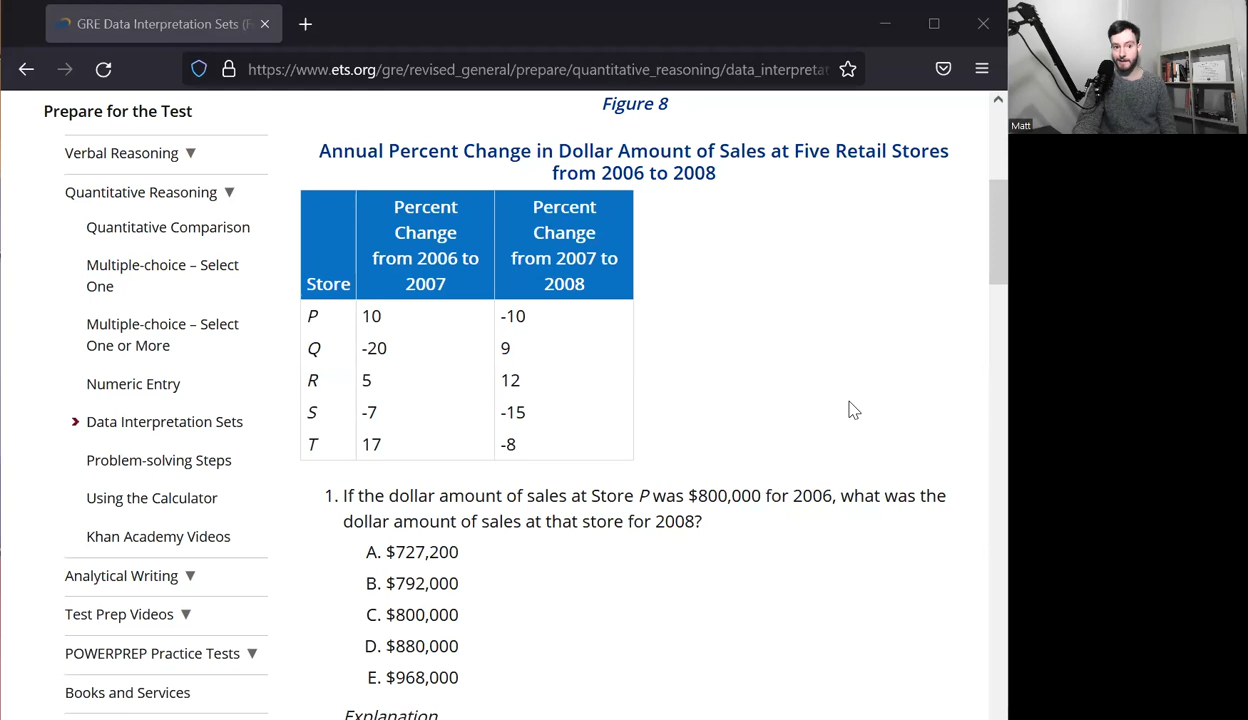 GRE Data Interpretation Sets (F
https://www.ets.org/gre/revised_general/prepare/quantitative_reasoning/data_interpretat
Matt
Prepare for the Test
Verbal Reasoning
Quantitative Reasoning
Quantitative Comparison
Multiple-choice – Select
One
Multiple-choice – Select
One or More
Numeric Entry
Data Interpretation Sets
Problem-solving Steps
Using the Calculator
Khan Academy Videos
Analytical Writing
Test Prep Videos
POWERPREP Practice Tests
Books and Services
Figure 8
Annual Percent Change in Dollar Amount of Sales at Five Retail Stores
from 2006 to 2008
Store Percent Change from 2006 to 2007 Percent Change from 2007 to 2008
P 10 -10
Q -20 9
R 5 12
S -7 -15
T 17 -8
1. If the dollar amount of sales at Store P was $800,000 for 2006, what was the
dollar amount of sales at that store for 2008?
A. $727,200
B. $792,000
C. $800,000
D. $880,000
E. $968,000
Explanation